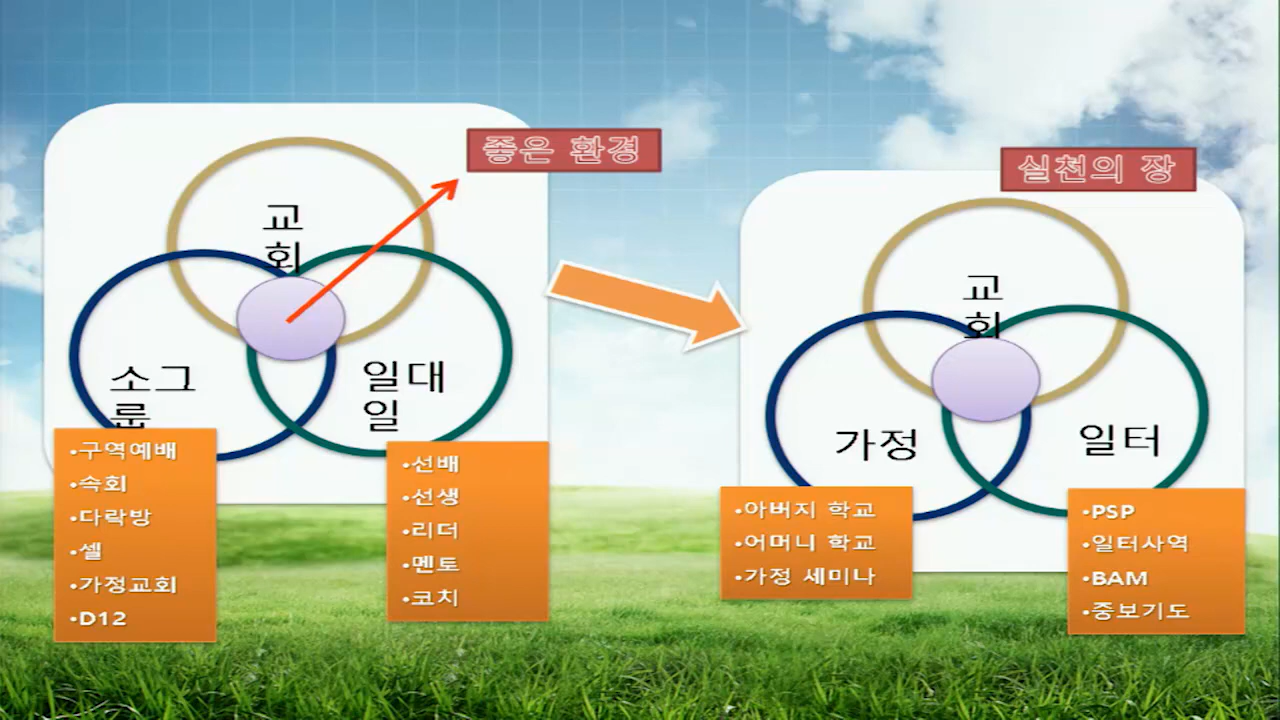 좋은 환경
교
회
소그
룹
일대
일
•구역예배
•속회
•다락방
•셀
•가정교회
•D12
•선배
•선생
•리더
•멘토
•코치
실천의 장
교
회
가정
일터
•아버지 학교
•어머니 학교
•가정 세미나
•PSP
•일터사역
•BAM
•중보기도